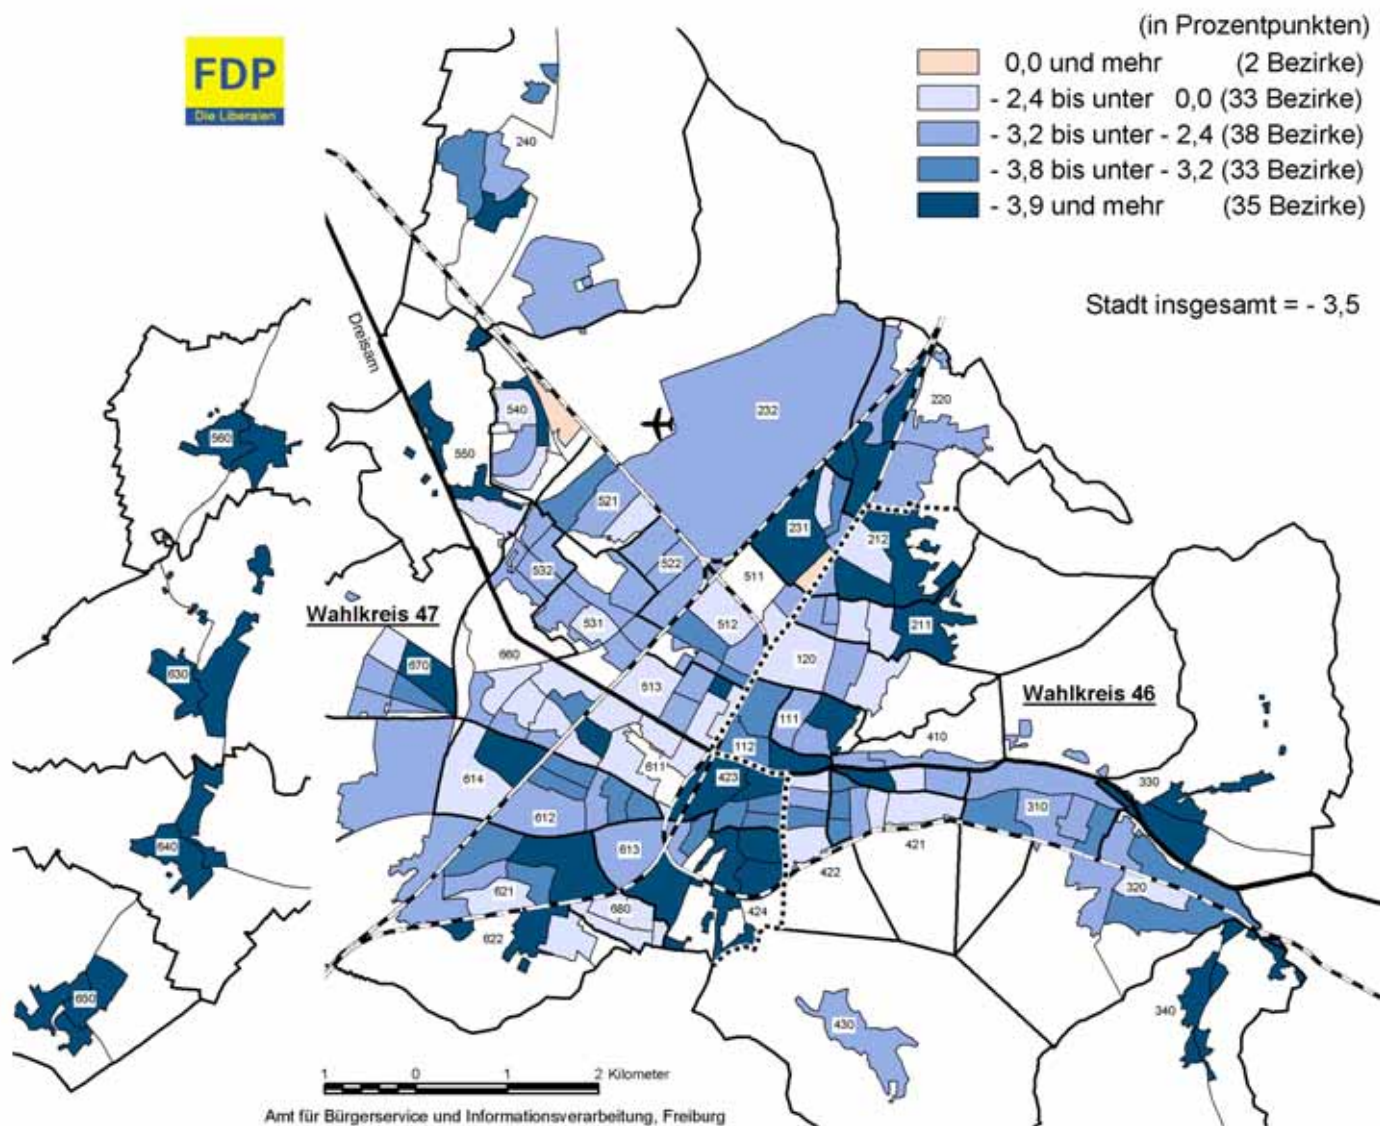 (in Prozentpunkten)
0,0 und mehr (2 Bezirke)
- 2,4 bis unter 0,0 (33 Bezirke)
- 3,2 bis unter - 2,4 (38 Bezirke)
- 3,8 bis unter - 3,2 (33 Bezirke)
- 3,9 und mehr (35 Bezirke)
Stadt insgesamt = - 3,5
FDP
Die Liberalen
240
Dreisam
540
232
220
560
550
521
231
212
532
522
511
Wahlkreis 47
531
512
211
630
670
660
513
120
Wahlkreis 46
111
410
112
614
611
423
330
640
612
310
613
421
422
621
320
680
424
622
650
430
340
1 0 1 2 Kilometer
Amt für Bürgerservice und Informationsverarbeitung, Freiburg